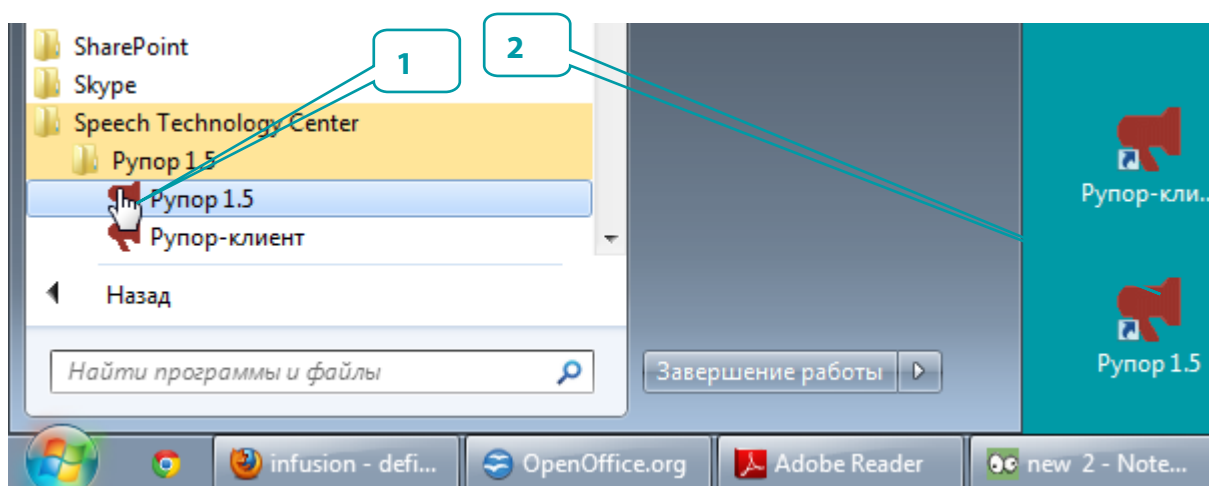 SharePoint
Skype
Speech Technology Center
Рупор 1.5
Рупор 1.5
Рупор-клиент
Назад
Найти программы и файлы
Завершение работы
1
2
Рупор-кли...
Рупор 1.5
infusion - defi...
OpenOffice.org
Adobe Reader
new 2 - Note...